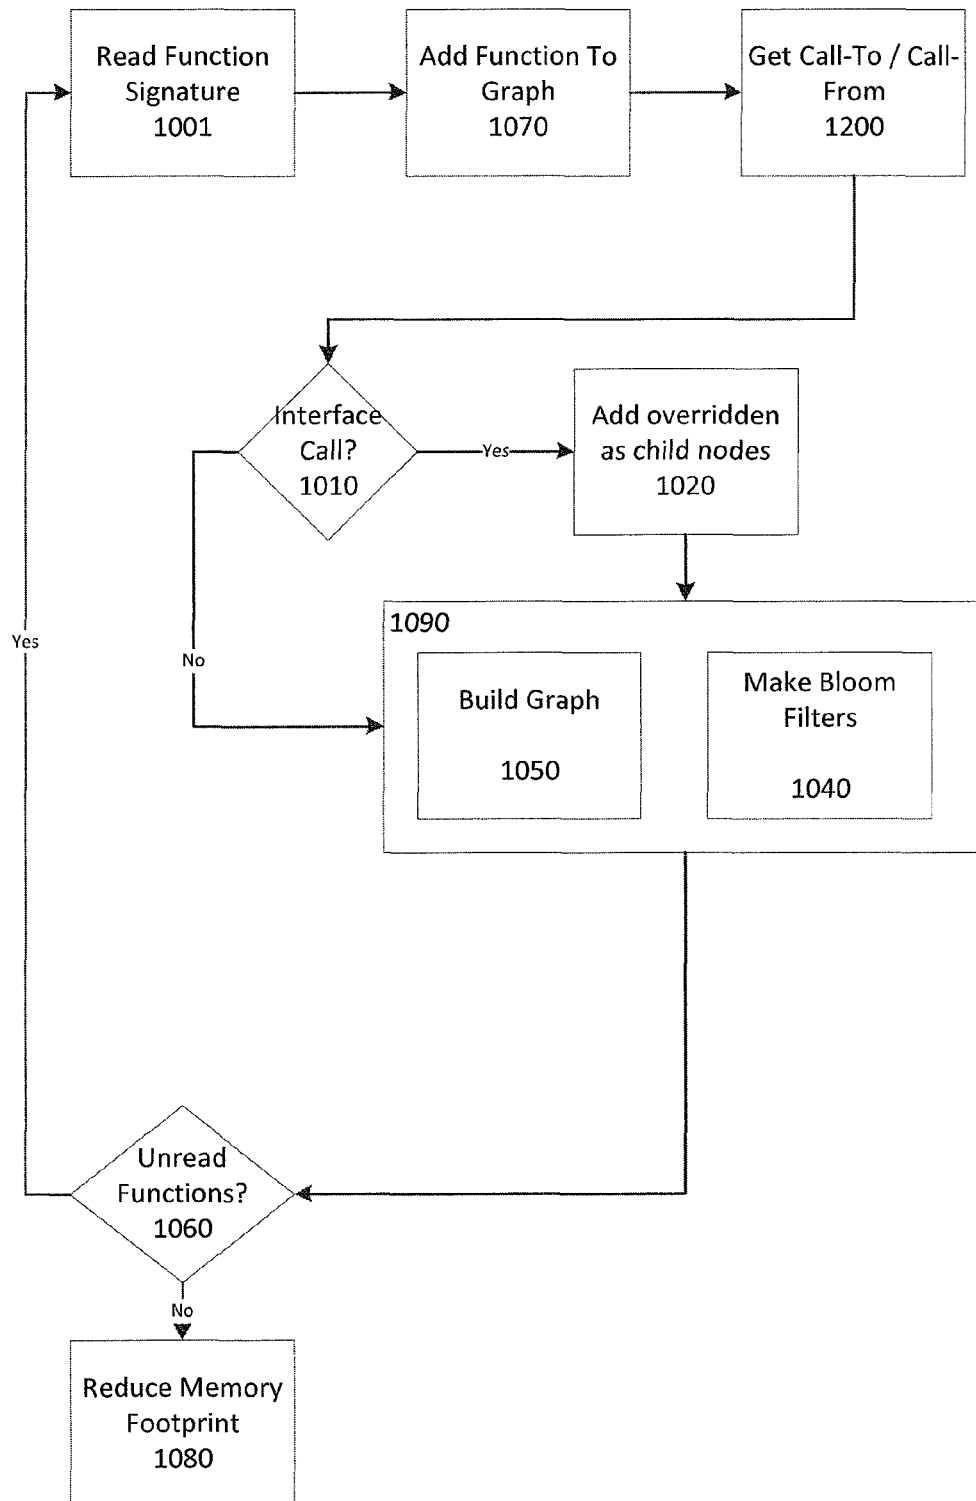 Read Function
Signature
1001
Add Function To
Graph
1070
Get Call-To / Call-
From
1200
Interface
Call?
1010
Yes
Add overridden
as child nodes
1020
No
1090
Build Graph
1050
Make Bloom
Filters
1040
Yes
Unread
Functions?
1060
No
Reduce Memory
Footprint
1080